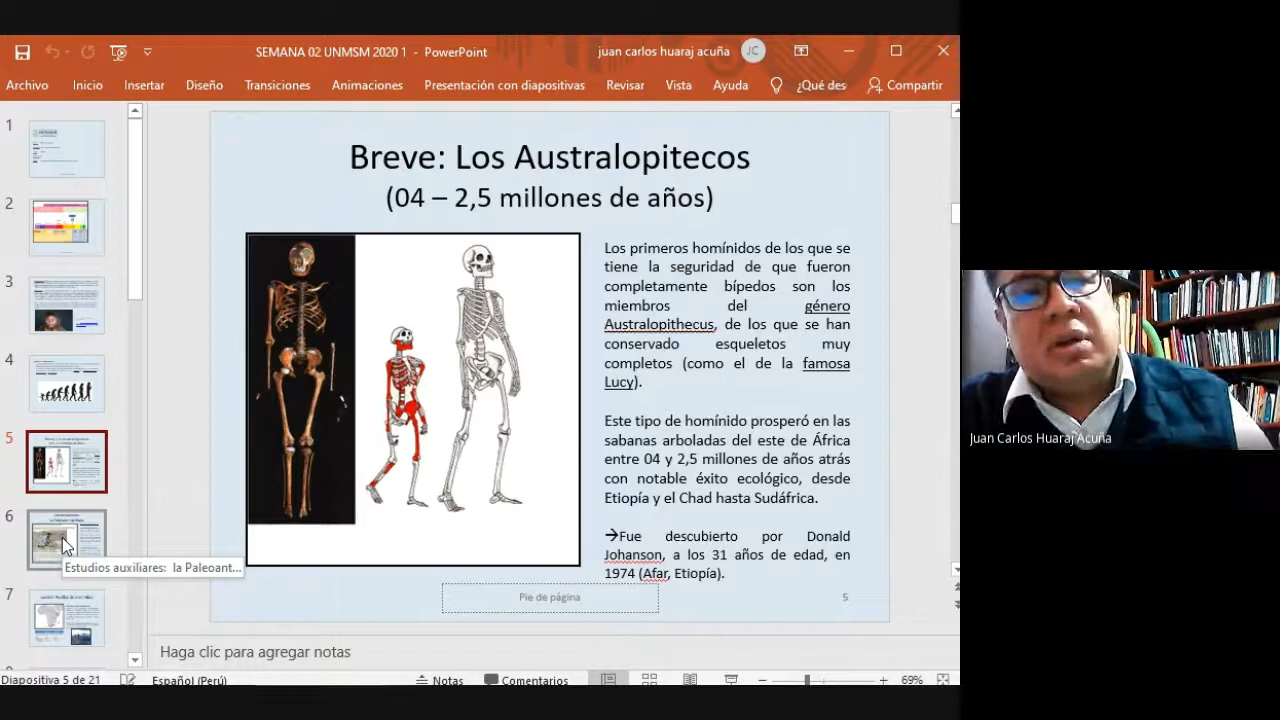 SEMANA 02 UNMSM 2020 1 - PowerPoint
juan carlos huaraj acuña
JC
Archivo Inicio Insertar Diseño Transiciones Animaciones Presentación con diapositivas Revisar Vista Ayuda ¿Qué des Compartir
1
2
3
4
5
6
7
Estudios auxiliares: la Paleoant...
Breve: Los Australopitecos
(04 – 2,5 millones de años)
Los primeros homínidos de los que se
tiene la seguridad de que fueron
completamente bípedos son los
miembros del género
Australopithecus, de los que se han
conservado esqueletos muy
completos (como el de la famosa
Lucy).
Este tipo de homínido prosperó en las
sabanas arboladas del este de África
entre 04 y 2,5 millones de años atrás
con notable éxito ecológico, desde
Etiopía y el Chad hasta Sudáfrica.
→Fue descubierto por Donald
Johanson, a los 31 años de edad, en
1974 (Afar, Etiopía).
Pie de página
5
Haga clic para agregar notas
Diapositiva 5 de 21 Español (Perú) Notas Comentarios 69%
Juan Carlos Huaraj Acuña